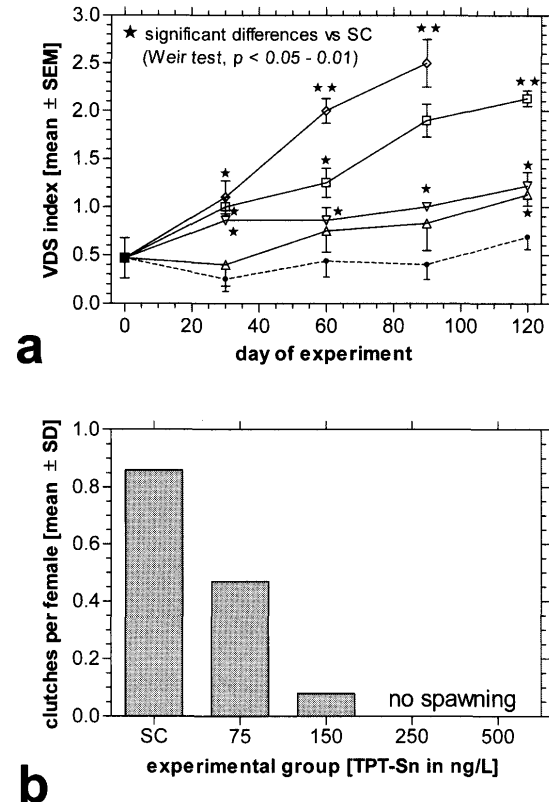 ★ significant differences vs SC
(Weir test, p < 0.05 - 0.01)
VDS index [mean ± SEM]
3.0
2.5
2.0
1.5
1.0
0.5
0.0
0 20 40 60 80 100 120
day of experiment
a
clutches per female [mean ± SD]
1.0
0.8
0.6
0.4
0.2
0.0
no spawning
SC 75 150 250 500
experimental group [TPT-Sn in ng/L]
b